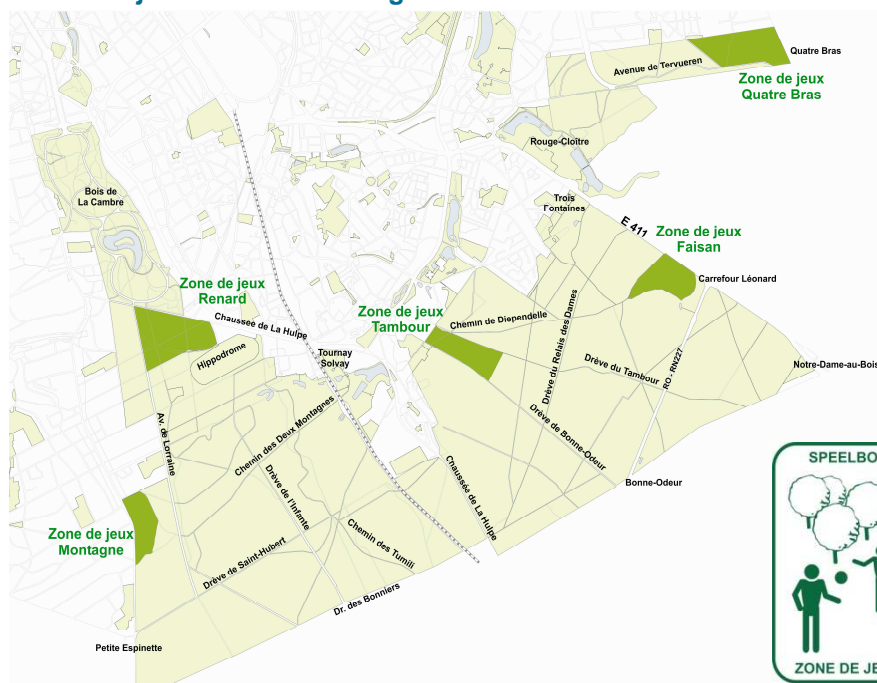 Quatre Bras
Avenue de Tervueren
Zone de jeux
Quatre Bras
Rouge-Cloître
Bois de
La Cambre
Trois
Fontaines
E 411
Zone de jeux
Faisan
Carrefour Léonard
Zone de jeux
Renard
Chaussée de La Hulpe
Zone de jeux
Tambour
Chemin de Diependelle
Drève du Relais des Dames
Hippodrome
Tournay
Solvay
Drève du Tambour
RO - RN227
Notre-Dame-au-Bois
Chemin des Deux Montagnes
Drève de Bonne-Odeur
Av. de Lorraine
Bonne-Odeur
Chaussée de La Hulpe
Drève de l'Infante
Zone de jeux
Montagne
Chemin des Tumili
Drève de Saint-Hubert
Dr. des Bonniers
Petite Espinette
SPEELBO
ZONE DE JE